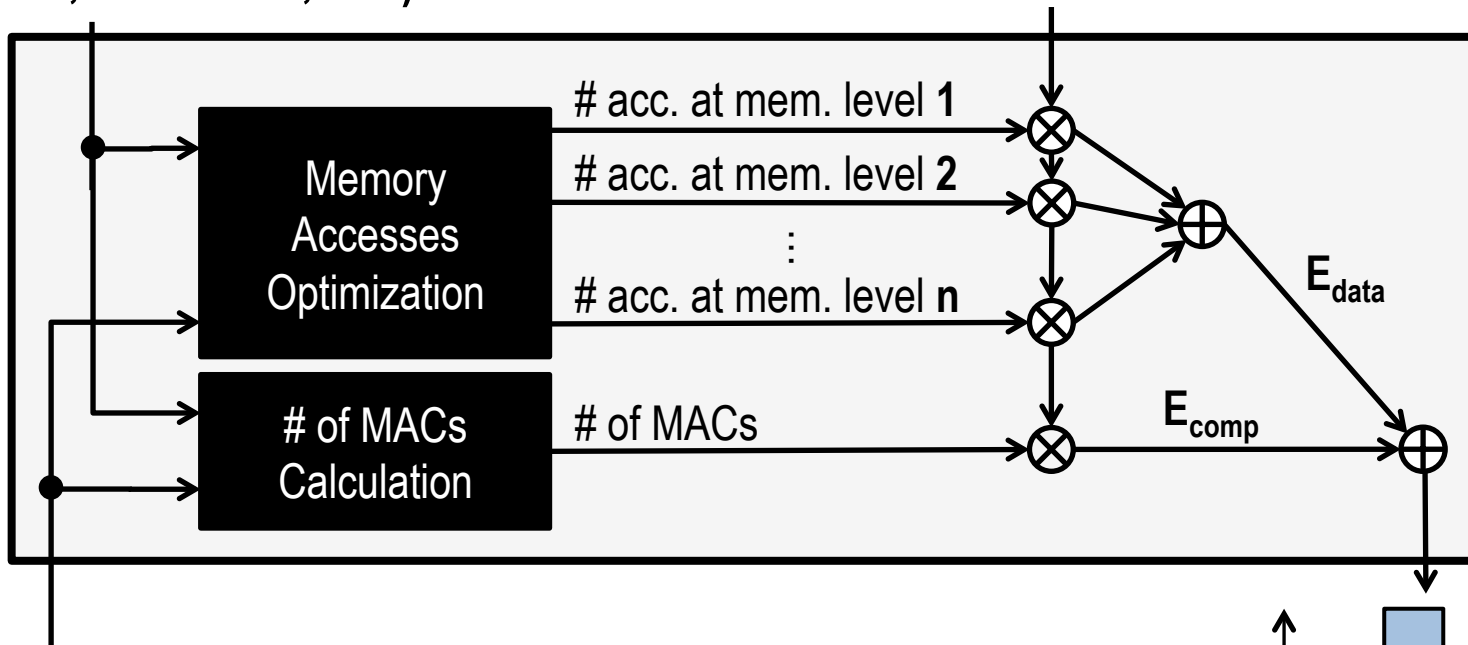 # acc. at mem. level 1
Memory
Accesses
Optimization
# acc. at mem. level 2
⋮
# acc. at mem. level n
E_data
# of MACs
Calculation
# of MACs
E_comp